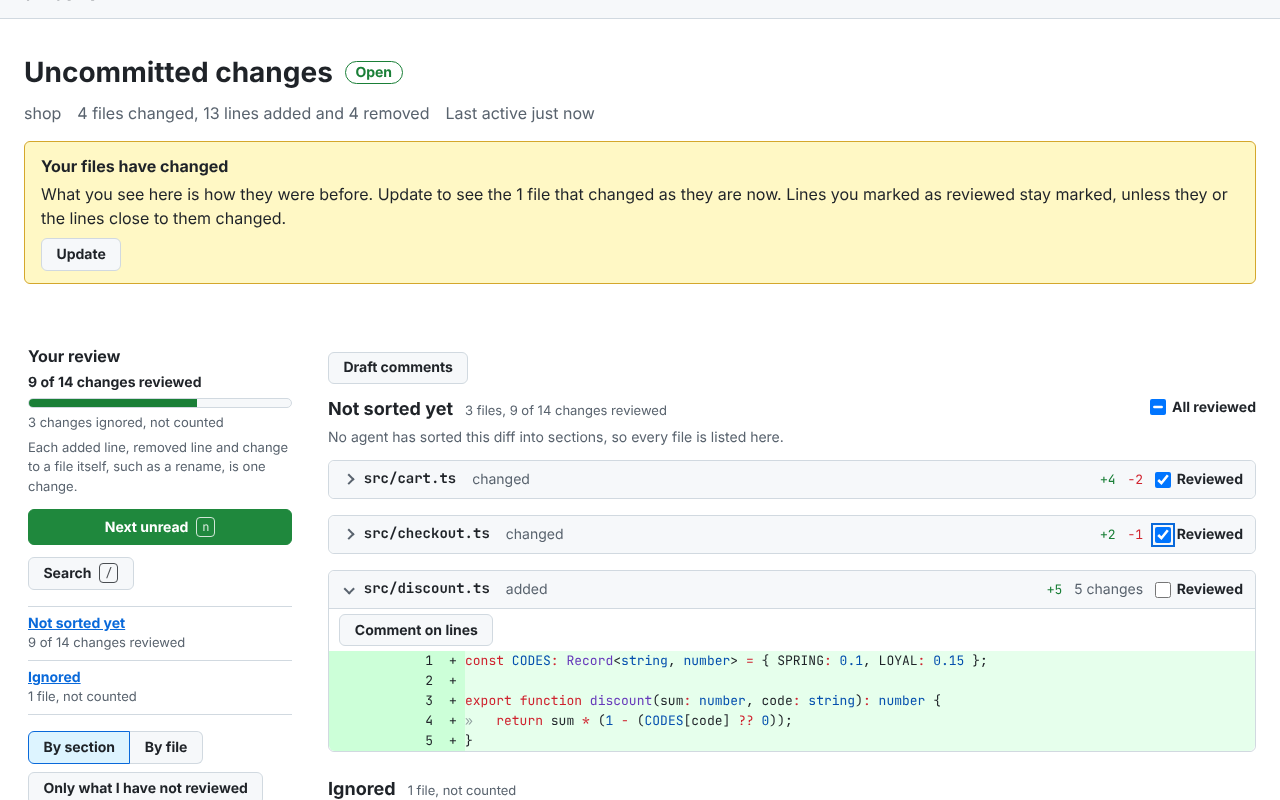 Uncommitted changes Open
shop 4 files changed, 13 lines added and 4 removed Last active just now
Your files have changed
What you see here is how they were before. Update to see the 1 file that changed as they are now. Lines you marked as reviewed stay marked, unless they or
the lines close to them changed.
Update
Your review
9 of 14 changes reviewed
3 changes ignored, not counted
Each added line, removed line and change
to a file itself, such as a rename, is one
change.
Next unread n
Search /
Not sorted yet
9 of 14 changes reviewed
Ignored
1 file, not counted
By section By file
Only what I have not reviewed
Draft comments
Not sorted yet 3 files, 9 of 14 changes reviewed All reviewed
No agent has sorted this diff into sections, so every file is listed here.
src/cart.ts changed +4 -2 Reviewed
src/checkout.ts changed +2 -1 Reviewed
src/discount.ts added +5 5 changes Reviewed
Comment on lines
1 + const CODES: Record<string, number> = { SPRING: 0.1, LOYAL: 0.15 };
2 +
3 + export function discount(sum: number, code: string): number {
4 + » return sum * (1 - (CODES[code] ?? 0));
5 + }
Ignored 1 file, not counted